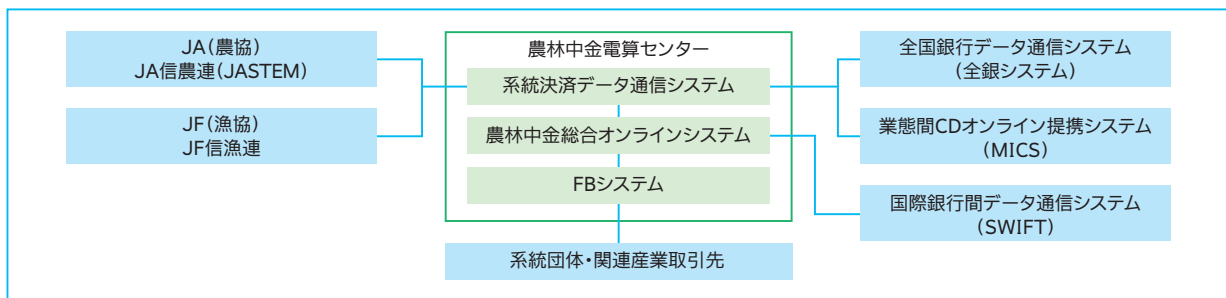 JA(農協)
JA信農連(JASTEM)
JF(漁協)
JF信漁連
農林中金電算センター
系統決済データ通信システム
農林中金総合オンラインシステム
FBシステム
系統団体・関連産業取引先
全国銀行データ通信システム
(全銀システム)
業態間CDオンライン提携システム
(MICS)
国際銀行間データ通信システム
(SWIFT)